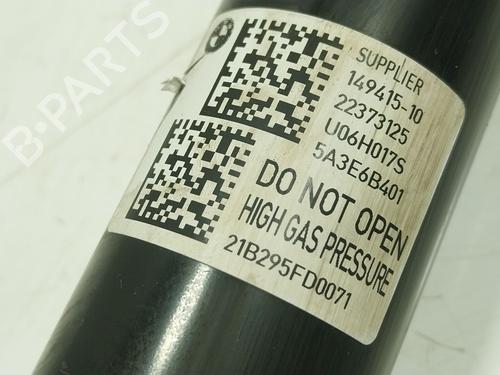 B-PARTS
SUPPLIER
149415-10
22373125
U06H017S
5A3E6B401
DO NOT OPEN
HIGH GAS PRESSURE
21B295FD0071